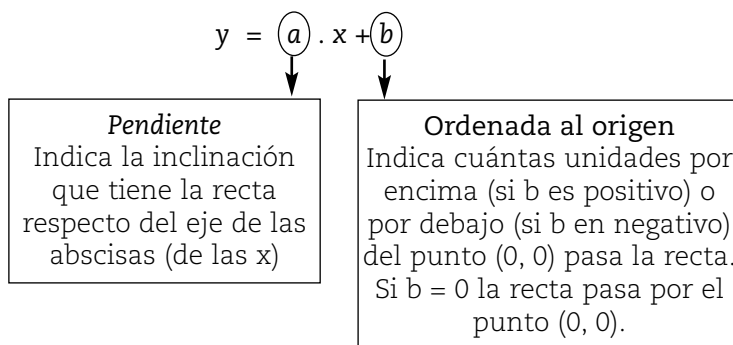 y = a . x + b
Pendiente
Indica la inclinación
que tiene la recta
respecto del eje de las
abscisas (de las x)
Ordenada al origen
Indica cuántas unidades por
encima (si b es positivo) o
por debajo (si b en negativo)
del punto (0, 0) pasa la recta.
Si b = 0 la recta pasa por el
punto (0, 0).